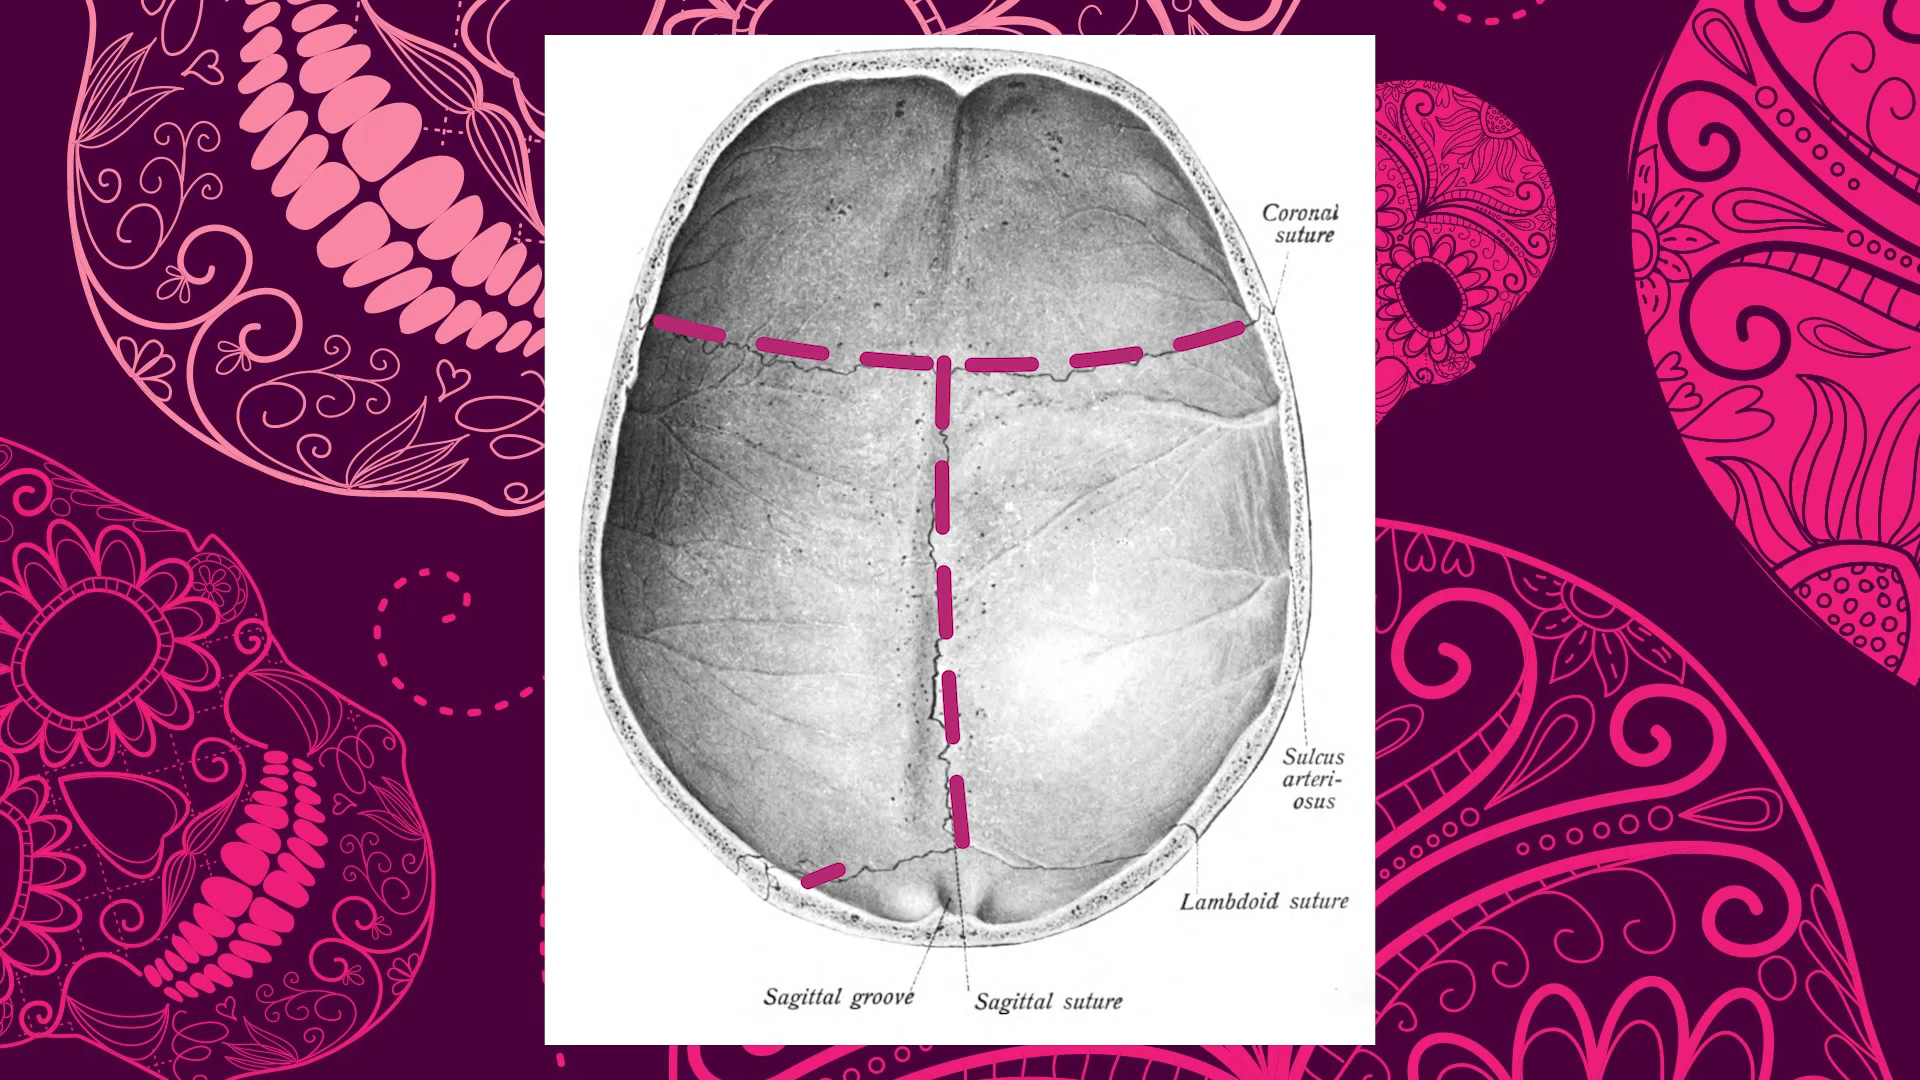 Coronal
suture
Sulcus
arteri-
osus
Lambdoid suture
Sagittal groove
Sagittal suture